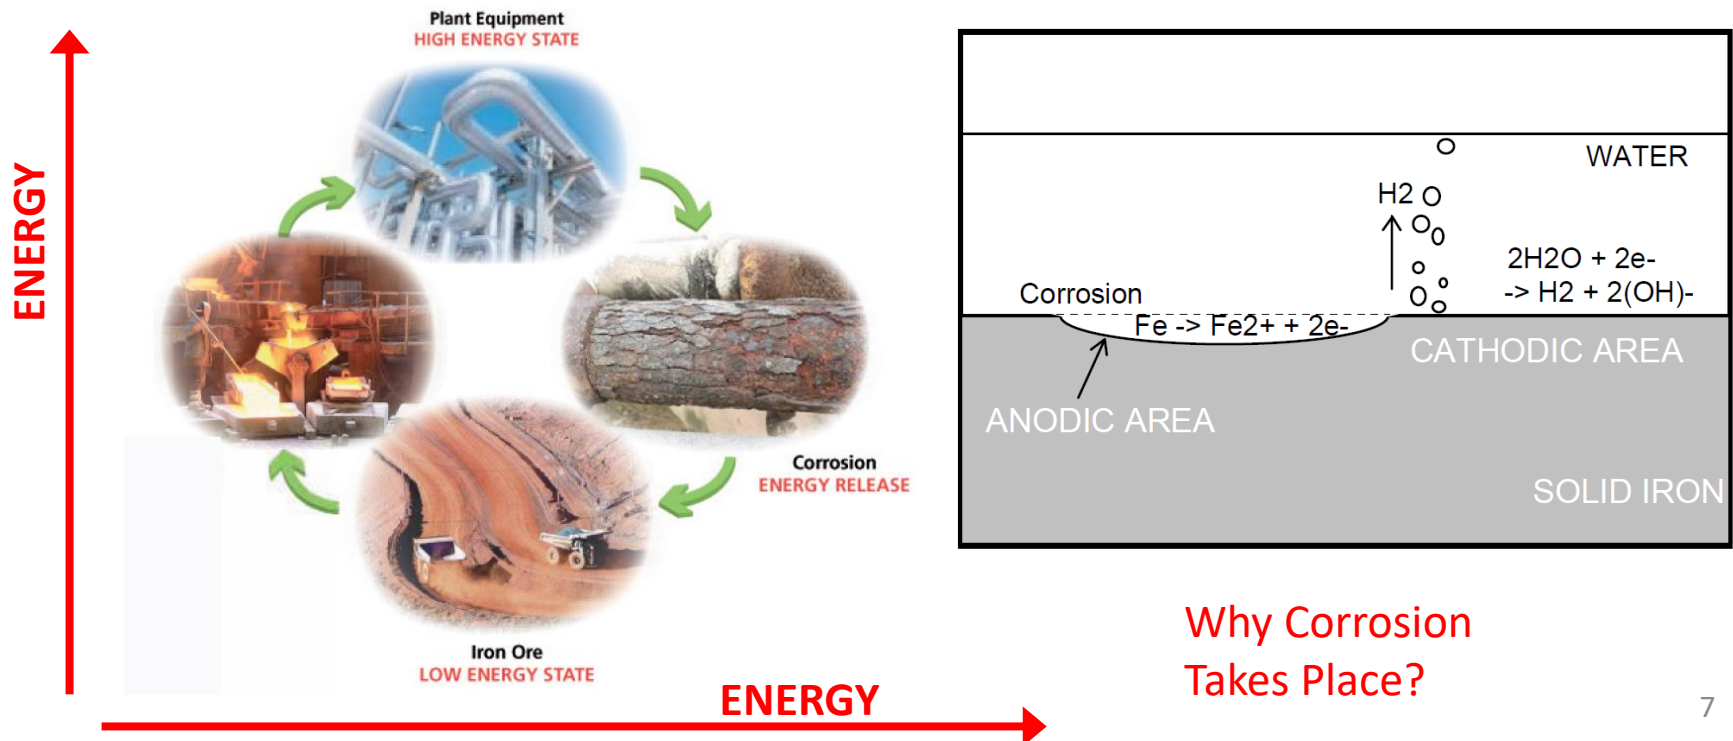 Plant Equipment
HIGH ENERGY STATE
ENERGY
Corrosion
ENERGY RELEASE
Iron Ore
LOW ENERGY STATE
ENERGY
WATER
H2
2H2O + 2e-
-> H2 + 2(OH)-
Corrosion
Fe -> Fe2+ + 2e-
CATHODIC AREA
ANODIC AREA
SOLID IRON
Why Corrosion
Takes Place?
7